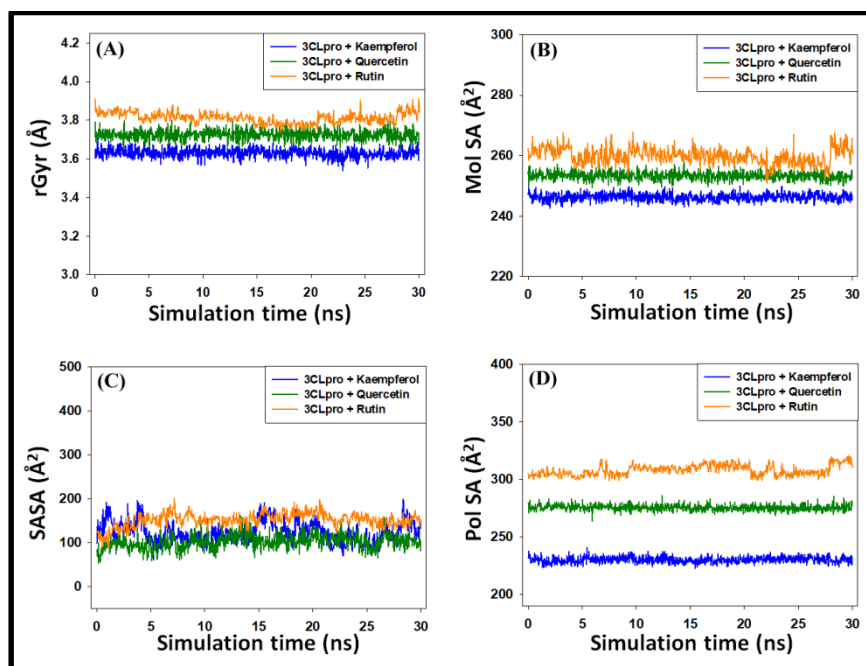 (A)
3CLpro + Kaempferol
3CLpro + Quercetin
3CLpro + Rutin
rGyr (Å)
4.2
4.0
3.8
3.6
3.4
3.2
3.0
0 5 10 15 20 25 30
Simulation time (ns)
(B)
3CLpro + Kaempferol
3CLpro + Quercetin
3CLpro + Rutin
Mol SA (Å²)
300
290
280
260
240
220
0 5 10 15 20 25 30
Simulation time (ns)
(C)
3CLpro + Kaempferol
3CLpro + Quercetin
3CLpro + Rutin
SASA (Å²)
500
400
300
200
100
0
0 5 10 15 20 25 30
Simulation time (ns)
(D)
3CLpro + Kaempferol
3CLpro + Quercetin
3CLpro + Rutin
Pol SA (Å²)
400
350
300
250
200
0 5 10 15 20 25 30
Simulation time (ns)